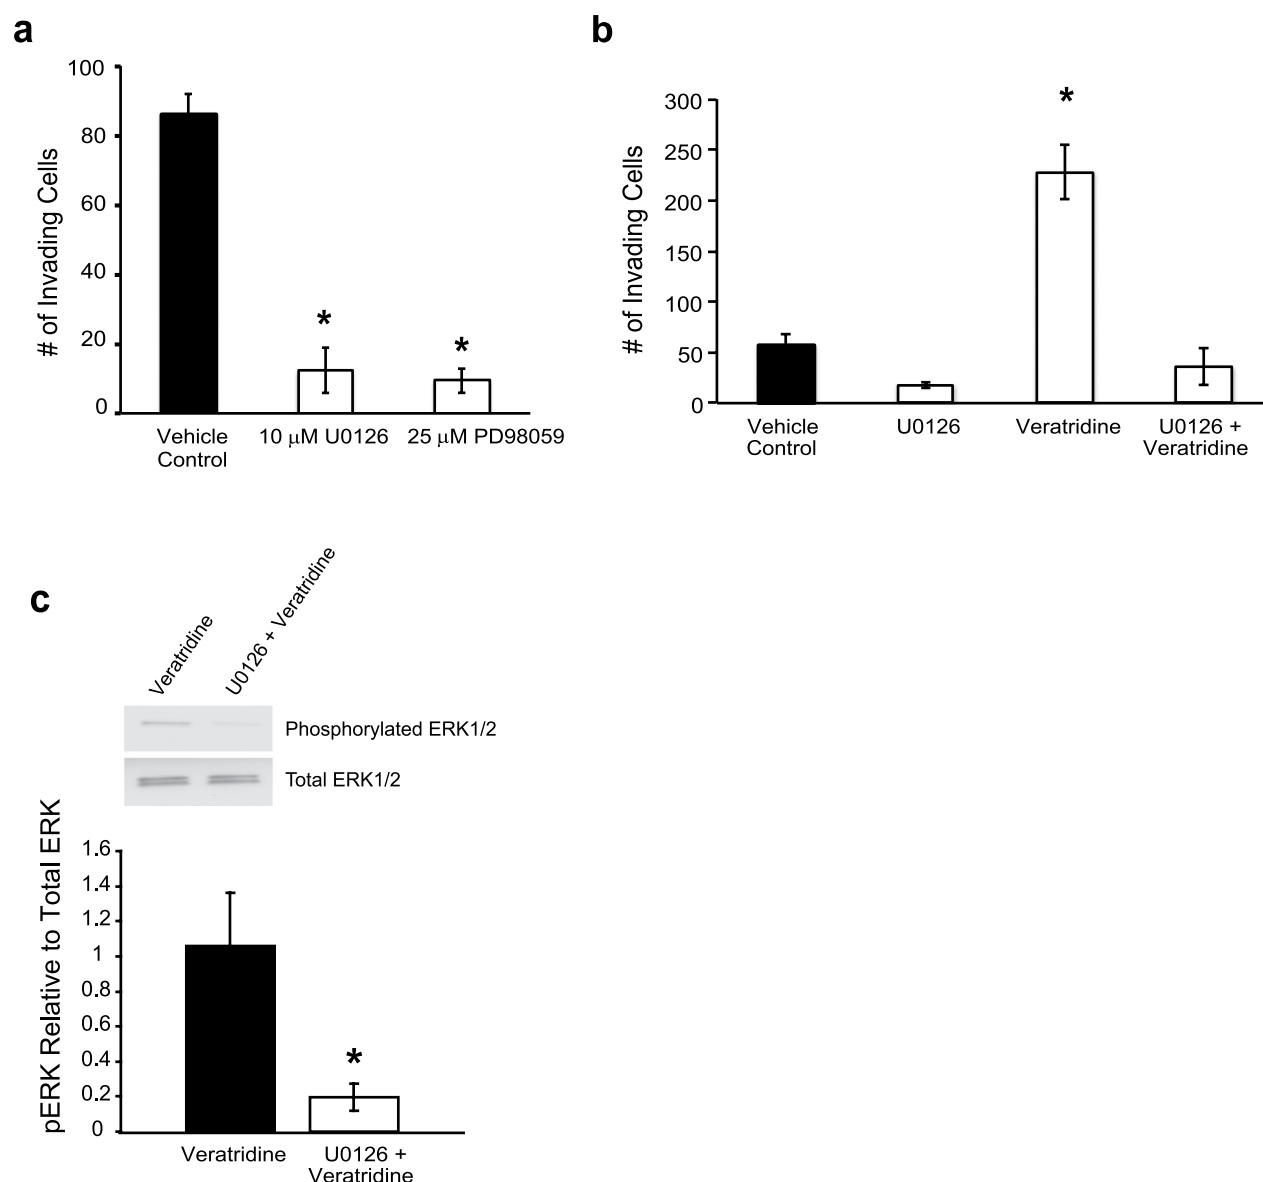 a
100
80
60
40
20
0
# of Invading Cells
*
*
Vehicle
Control
10 μM U0126
25 μM PD98059
b
300
250
200
150
100
50
0
# of Invading Cells
*
Vehicle
Control
U0126
Veratridine
U0126 +
Veratridine
c
Veratridine
U0126 + Veratridine
Phosphorylated ERK1/2
Total ERK1/2
1.6
1.4
1.2
1
0.8
0.6
0.4
0.2
0
pERK Relative to Total ERK
*
Veratridine
U0126 +
Veratridine